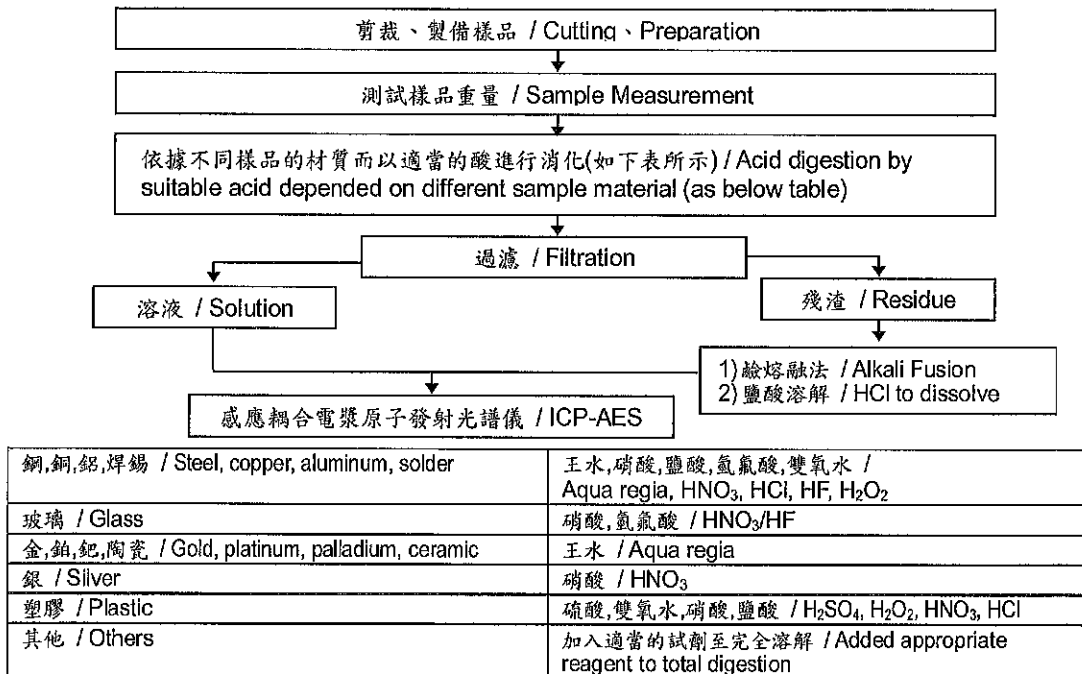 剪裁、製備樣品 / Cutting、Preparation
測試樣品重量 / Sample Measurement
依據不同樣品的材質而以適當的酸進行消化(如下表所示) / Acid digestion by
suitable acid depended on different sample material (as below table)
過濾 / Filtration
溶液 / Solution
殘渣 / Residue
1)鹼熔融法 / Alkali Fusion
2)鹽酸溶解 / HCl to dissolve
感應耦合電漿原子發射光譜儀 / ICP-AES
鋼,銅,鋁,焊錫 / Steel, copper, aluminum, solder
王水,硝酸,鹽酸,氫氟酸,雙氧水 /
Aqua regia, HNO₃, HCl, HF, H₂O₂
玻璃 / Glass
硝酸,氫氟酸 / HNO₃/HF
金,鉑,鈀,陶瓷 / Gold, platinum, palladium, ceramic
王水 / Aqua regia
銀 / Silver
硝酸 / HNO₃
塑膠 / Plastic
硫酸,雙氧水,硝酸,鹽酸 / H₂SO₄, H₂O₂, HNO₃, HCl
其他 / Others
加入適當的試劑至完全溶解 / Added appropriate
reagent to total digestion